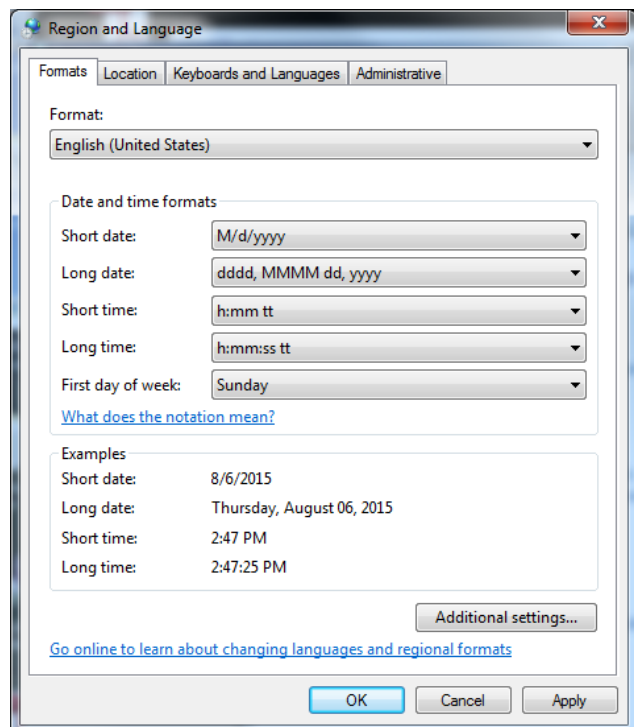 Region and Language
Formats Location Keyboards and Languages Administrative
Format:
English (United States)
Date and time formats
Short date: M/d/yyyy
Long date: dddd, MMMM dd, yyyy
Short time: h:mm tt
Long time: h:mm:ss tt
First day of week: Sunday
What does the notation mean?
Examples
Short date: 8/6/2015
Long date: Thursday, August 06, 2015
Short time: 2:47 PM
Long time: 2:47:25 PM
Additional settings...
Go online to learn about changing languages and regional formats
OK Cancel Apply